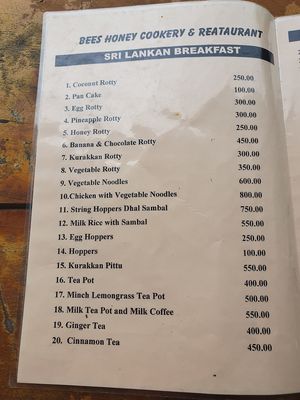 BEES HONEY COOKERY & REATAURANT
SRI LANKAN BREAKFAST
1. Coconut Rotty 250.00
2. Pan Cake 100.00
3. Egg Rotty 300.00
4. Pineapple Rotty 300.00
5. Honey Rotty 250.00
6. Banana & Chocolate Rotty 450.00
7. Kurakkan Rotty 300.00
8. Vegetable Rotty 350.00
9. Vegetable Noodles 600.00
10.Chicken with Vegetable Noodles 800.00
11. String Hoppers Dhal Sambal 750.00
12. Milk Rice with Sambal 550.00
13. Egg Hoppers 250.00
14. Hoppers 100.00
15. Kurakkan Pittu 550.00
16. Tea Pot 400.00
17. Minch Lemongrass Tea Pot 500.00
18. Milk Tea Pot and Milk Coffee 550.00
19. Ginger Tea 400.00
20. Cinnamon Tea 450.00